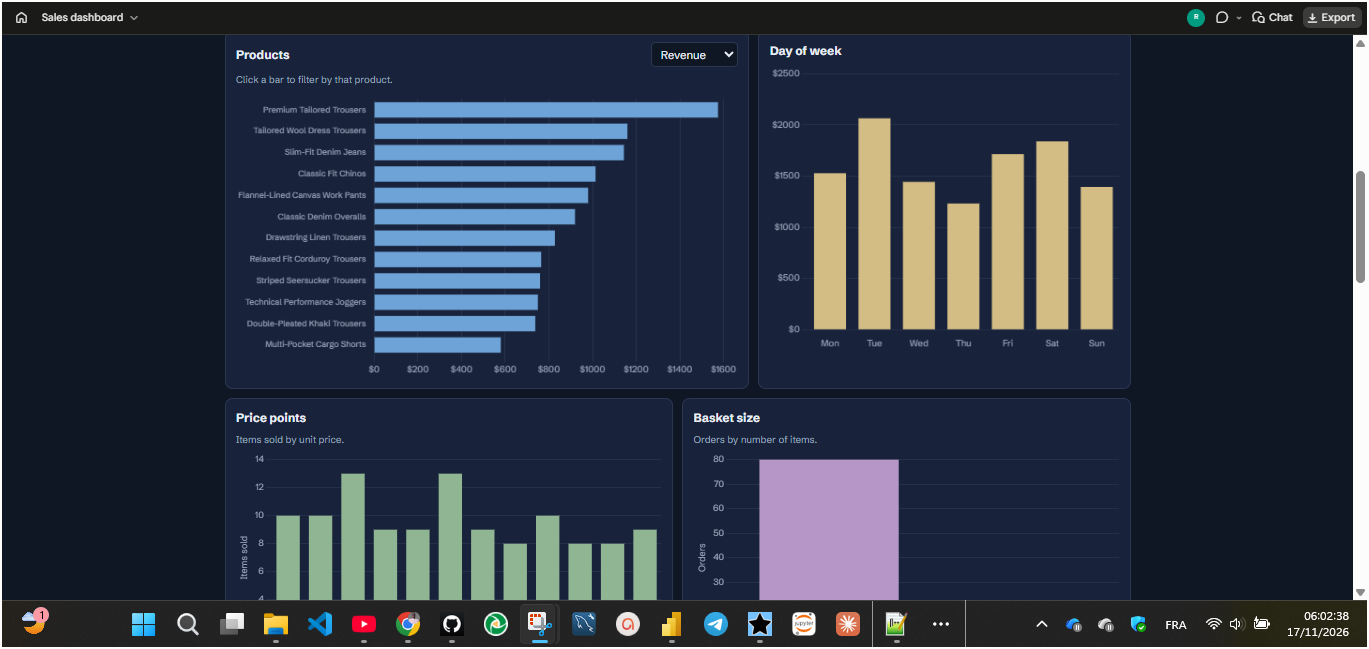 Sales dashboard
R
Chat
Export
Products
Revenue
Click a bar to filter by that product.
Premium Tailored Trousers
Tailored Wool Dress Trousers
Slim-Fit Denim Jeans
Classic Fit Chinos
Flannel-Lined Canvas Work Pants
Classic Denim Overalls
Drawstring Linen Trousers
Relaxed Fit Corduroy Trousers
Striped Seersucker Trousers
Technical Performance Joggers
Double-Pleated Khaki Trousers
Multi-Pocket Cargo Shorts
$0 $200 $400 $600 $800 $1000 $1200 $1400 $1600
Day of week
$2500
$2000
$1500
$1000
$500
$0
Mon Tue Wed Thu Fri Sat Sun
Price points
Items sold by unit price.
14
12
10
8
6
4
Items sold
Basket size
Orders by number of items.
80
70
60
50
40
30
Orders
1
jupyter
FRA
06:02:38
17/11/2026